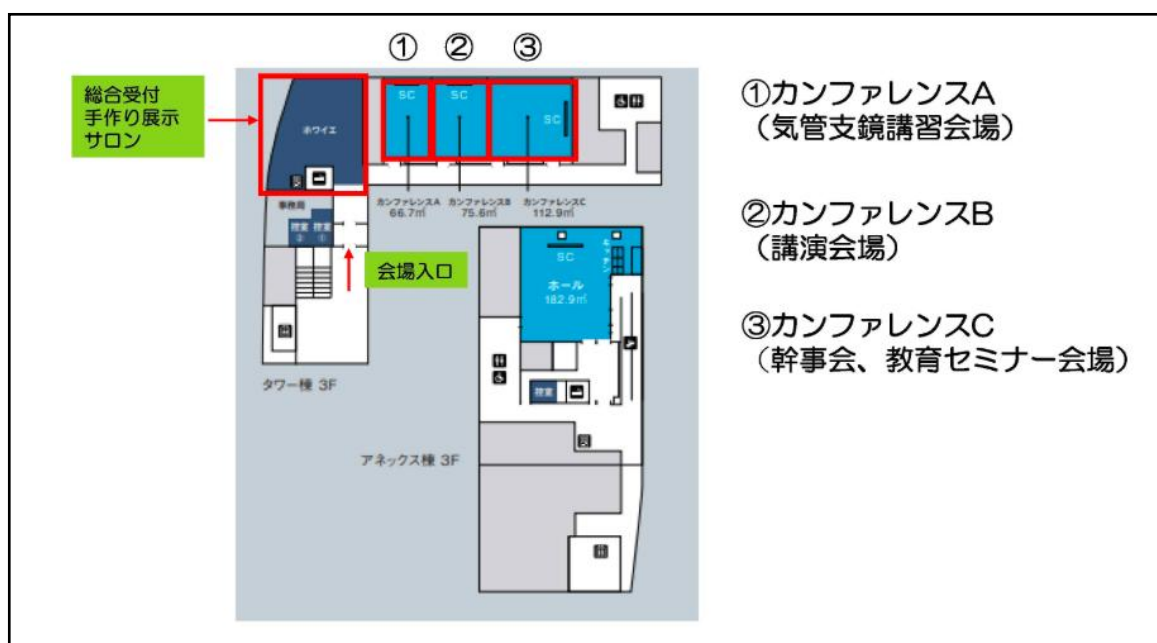 ① ② ③
総合受付
手作り展示
サロン
ホワイエ
SC
SC
SC
事務局
控室
②
控室
①
カンファレンスA
66.7㎡
カンファレンスB
75.6㎡
カンファレンスC
112.9㎡
会場入口
SC
キッチン
ホール
182.9㎡
控室
タワー棟 3F
アネックス棟 3F
①カンファレンスA
（気管支鏡講習会場）
②カンファレンスB
（講演会場）
③カンファレンスC
（幹事会、教育セミナー会場）